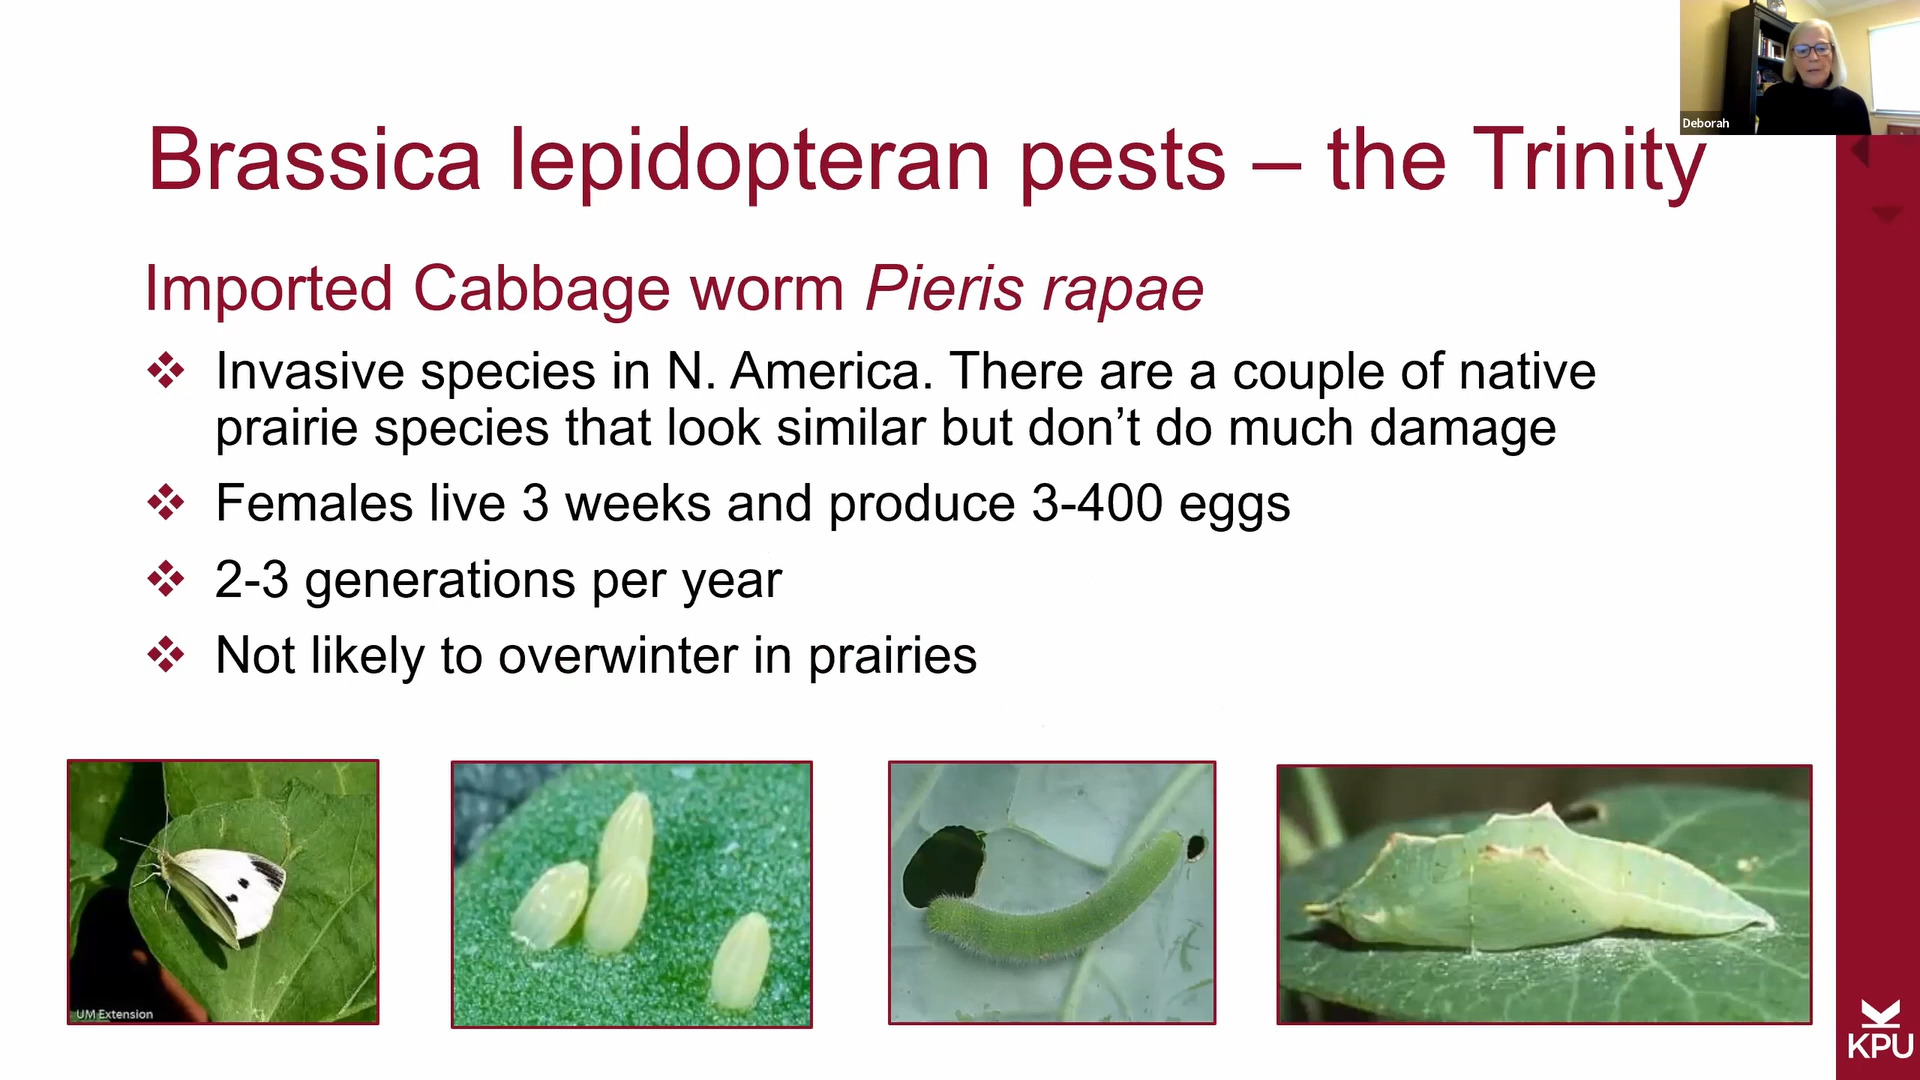 Deborah
Brassica lepidopteran pests – the Trinity
Imported Cabbage worm Pieris rapae
❖ Invasive species in N. America. There are a couple of native
prairie species that look similar but don’t do much damage
❖ Females live 3 weeks and produce 3-400 eggs
❖ 2-3 generations per year
❖ Not likely to overwinter in prairies
UM Extension
KPU